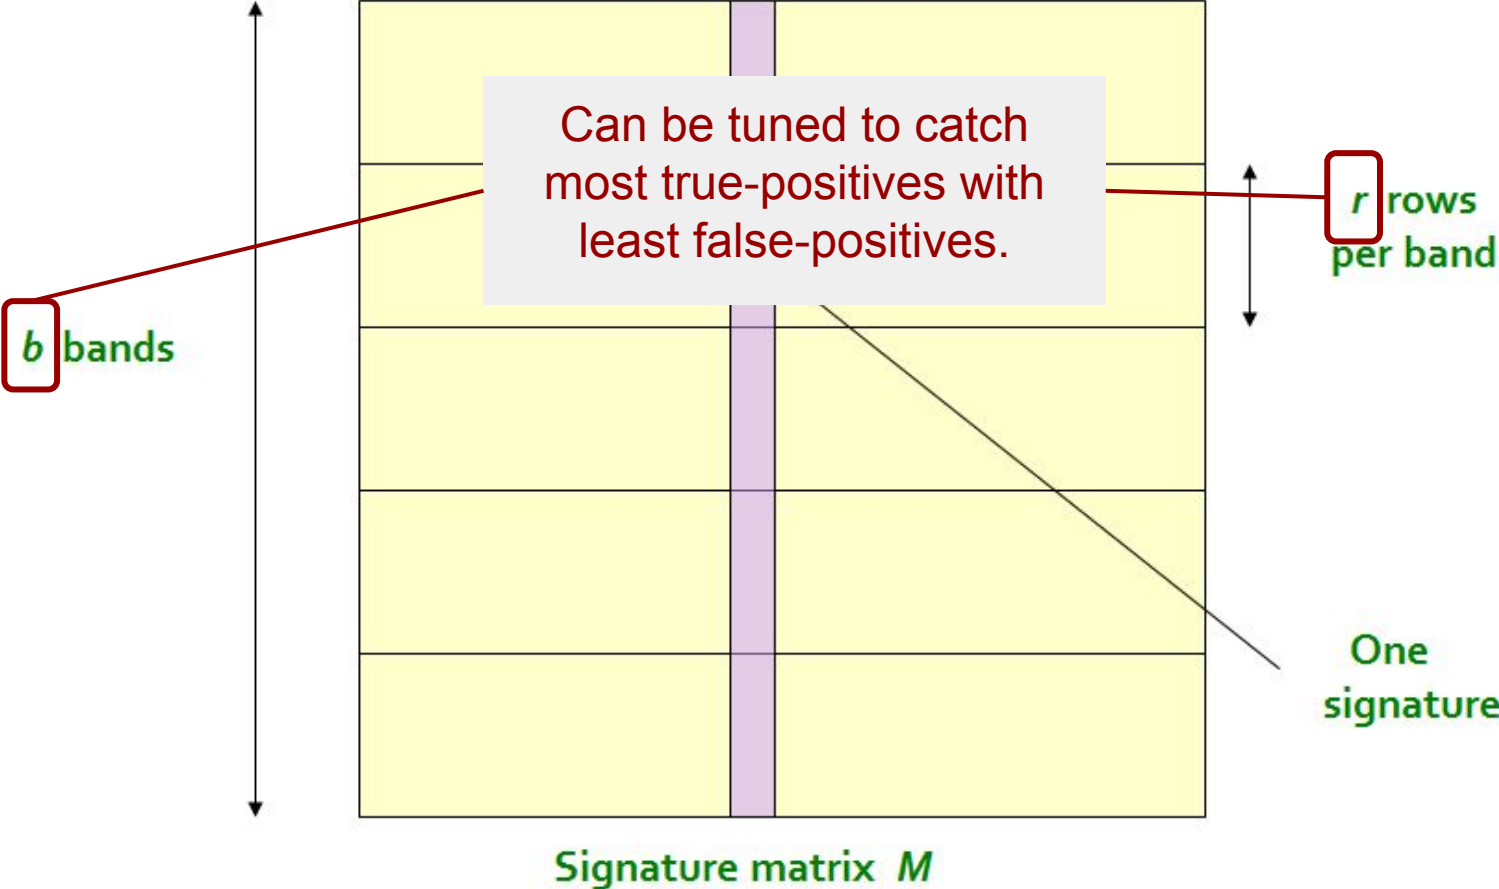 Can be tuned to catch
most true-positives with
least false-positives.
r rows
per band
b bands
One
signature
Signature matrix M